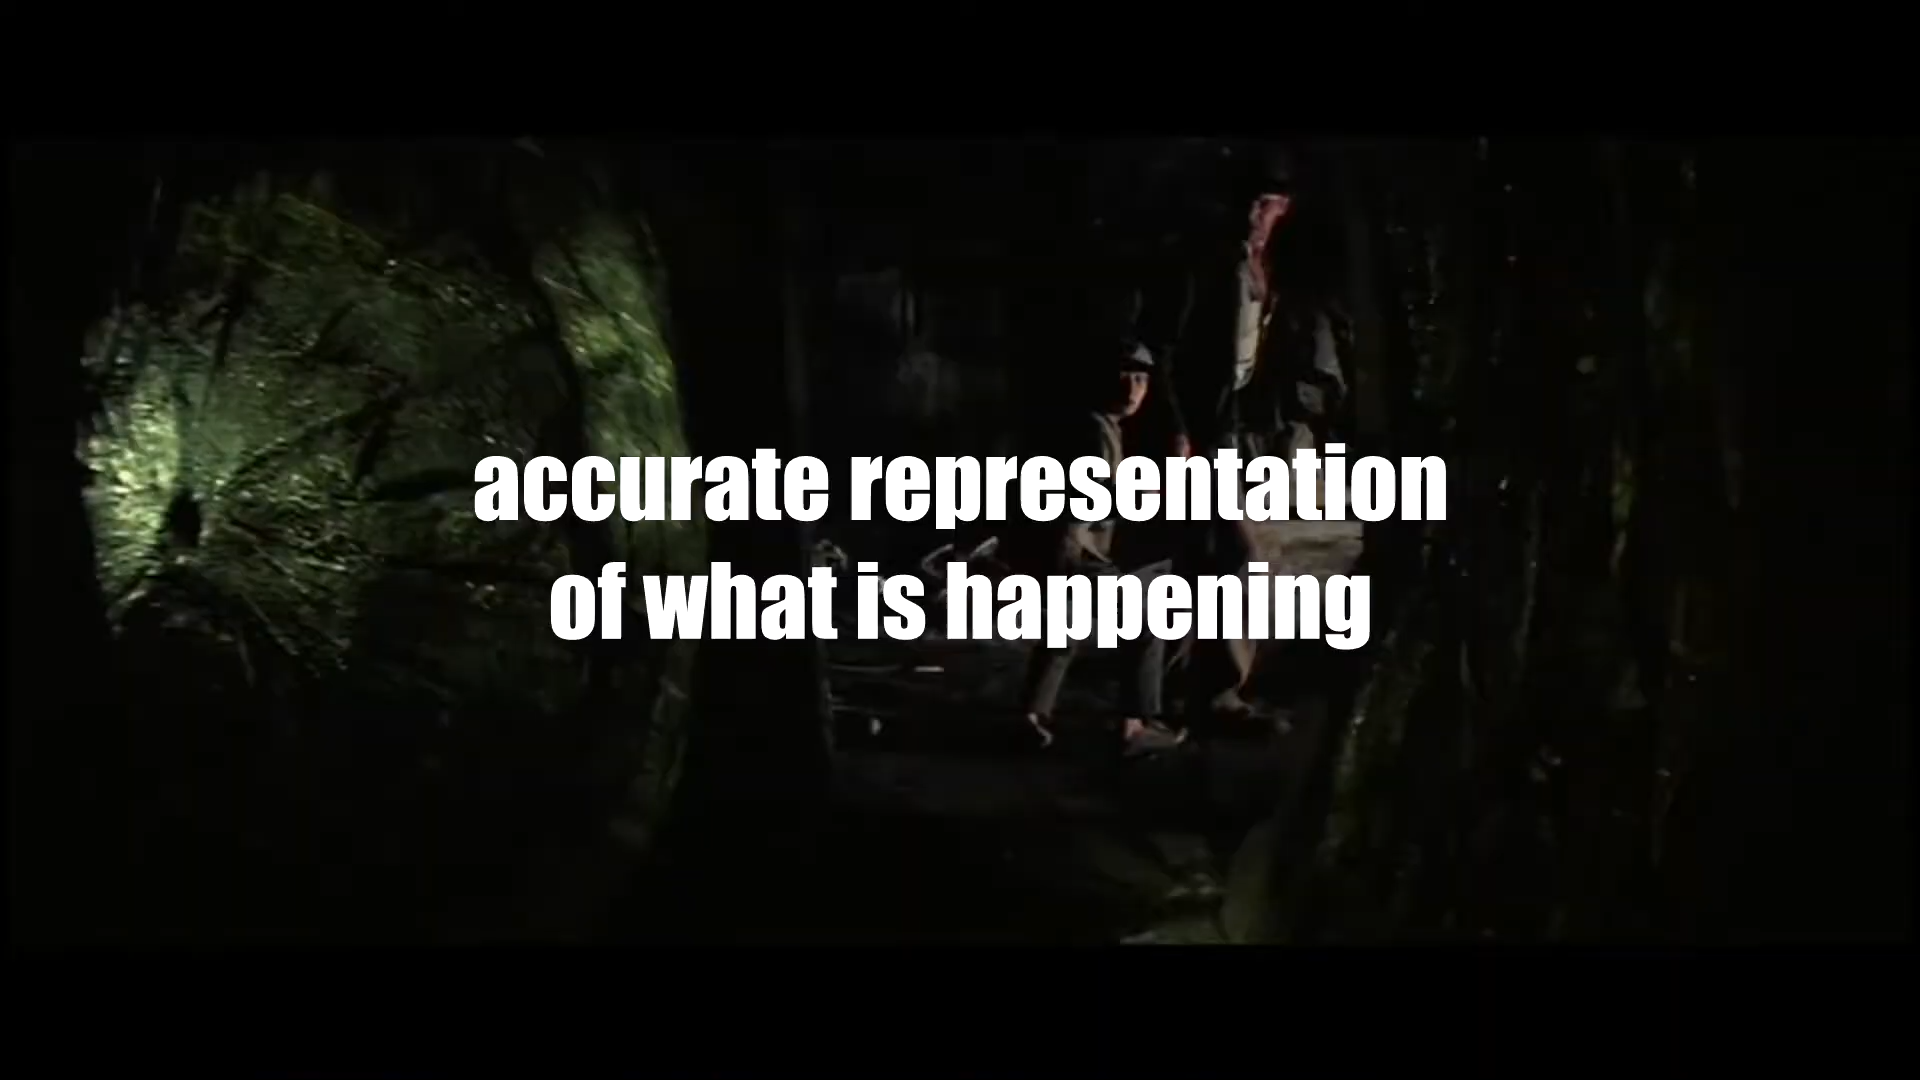 accurate representation
of what is happening